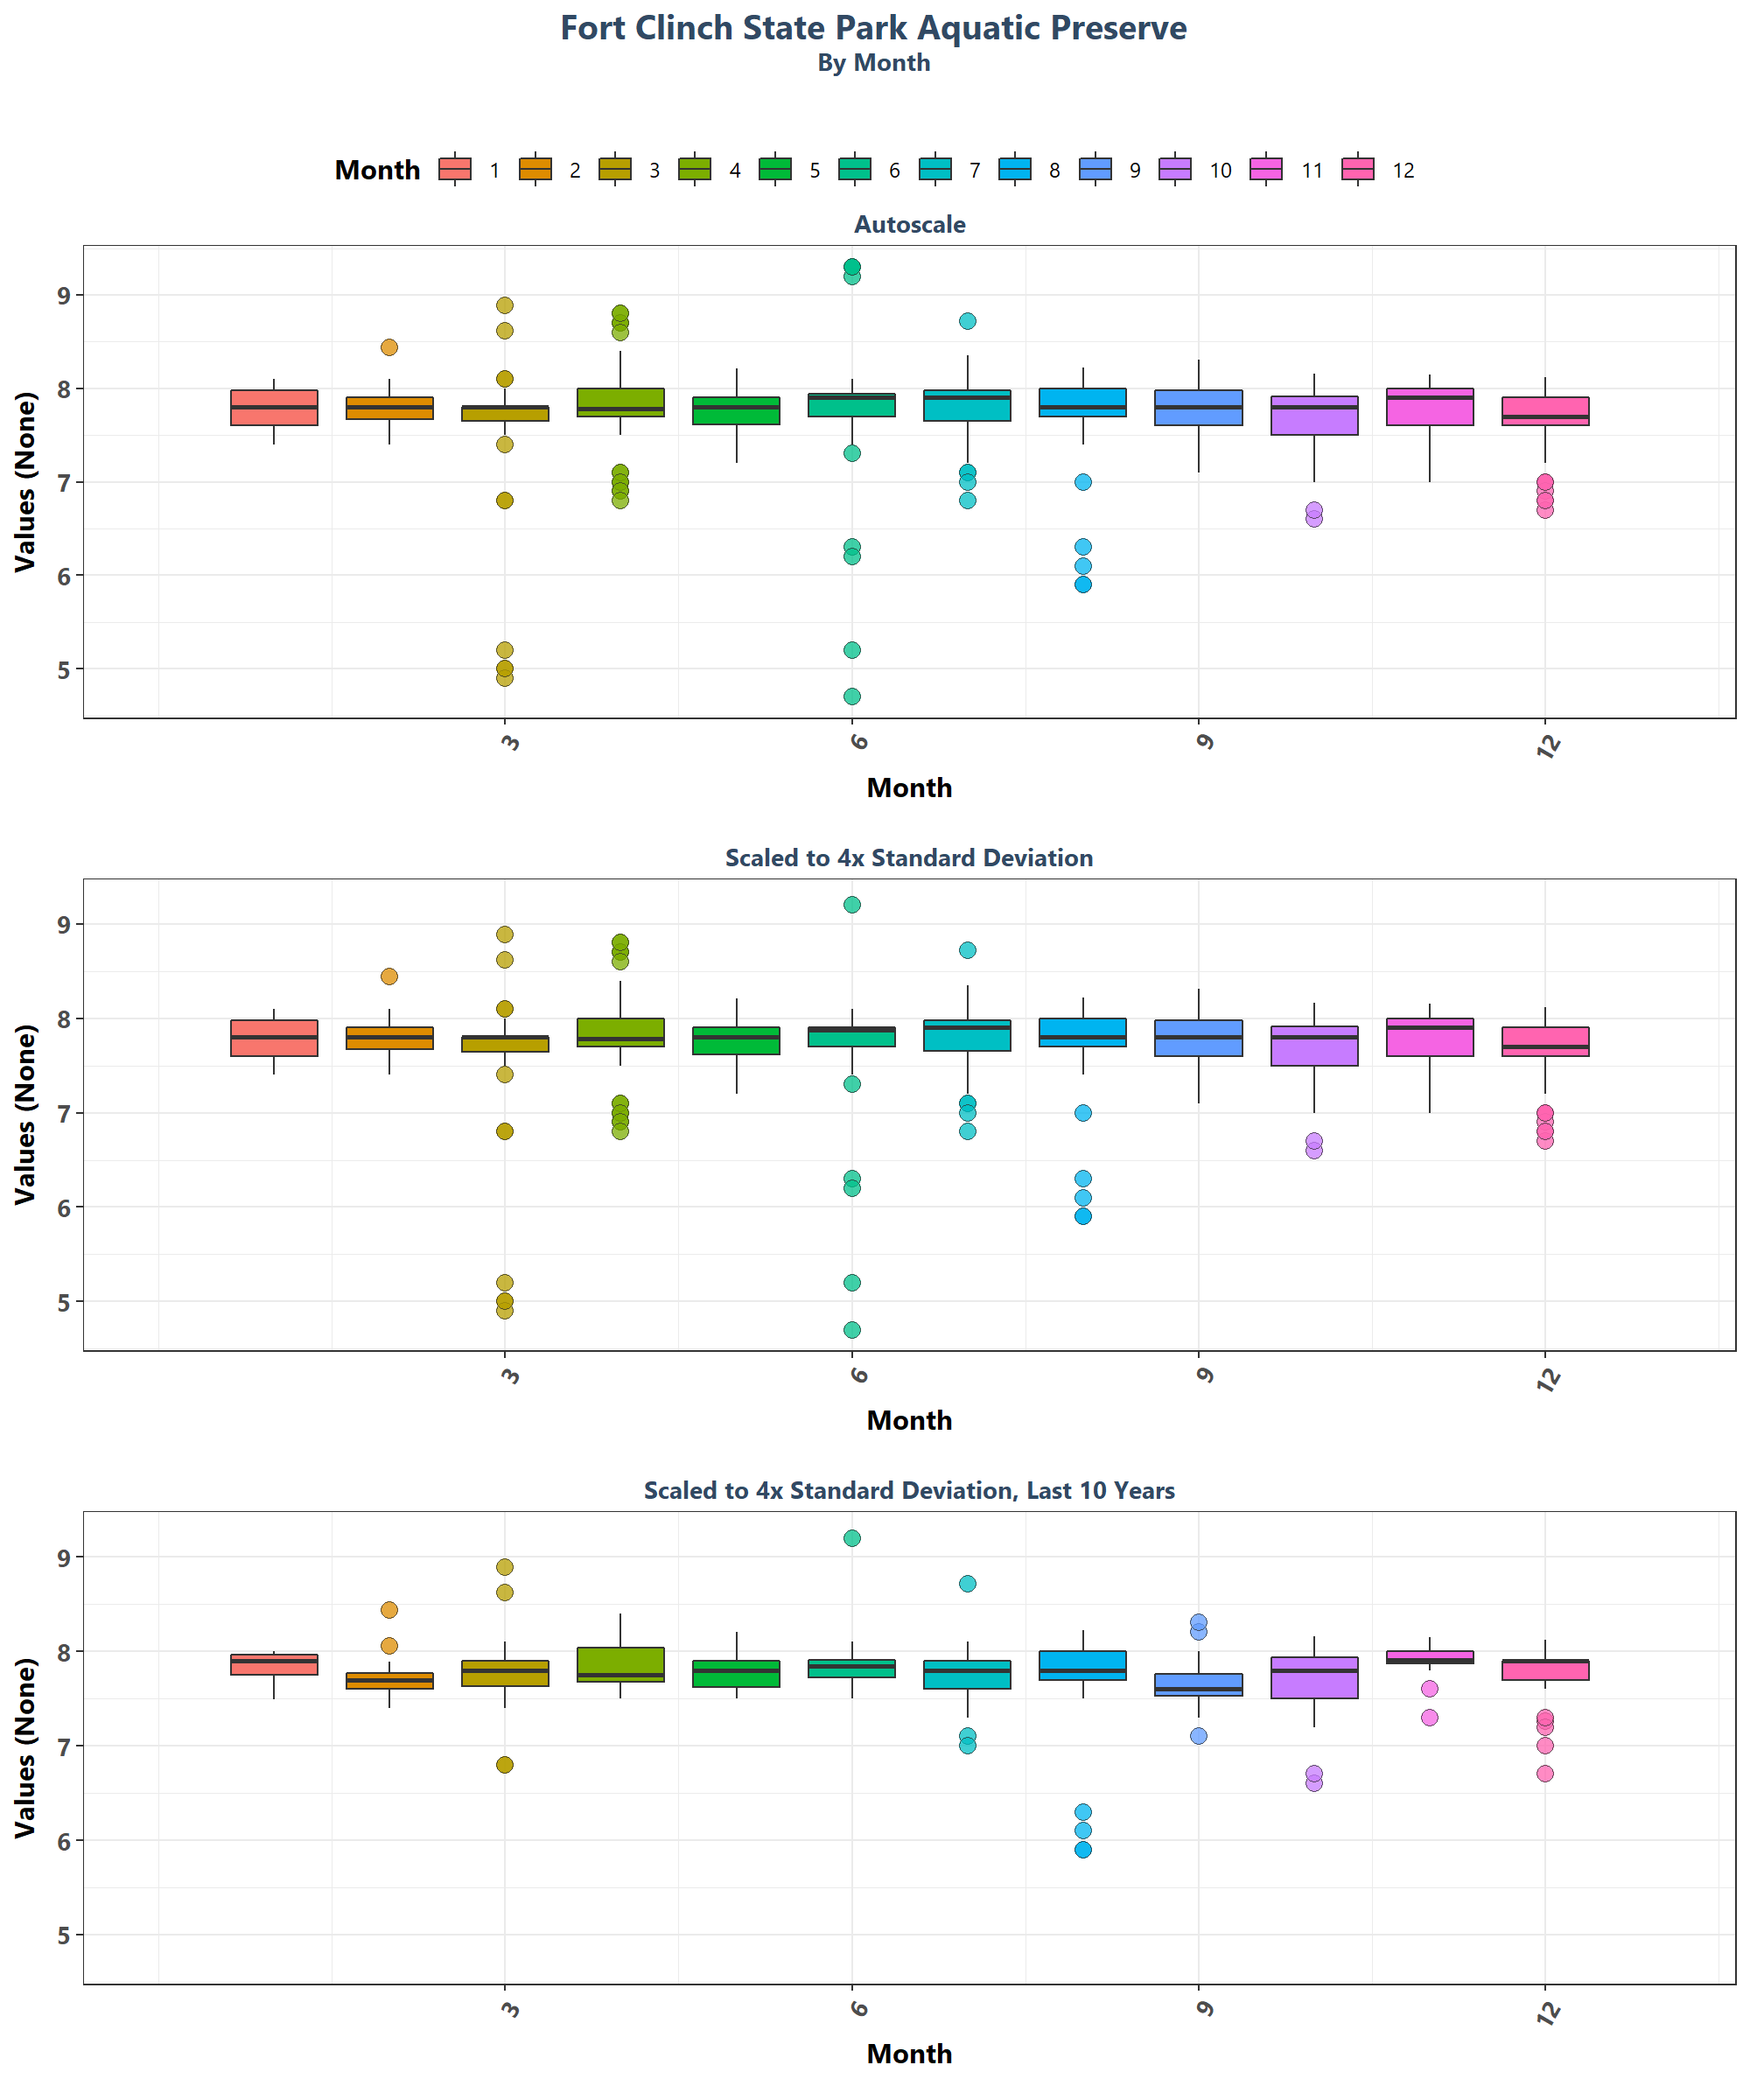 Fort Clinch State Park Aquatic Preserve
By Month
Month 1 2 3 4 5 6 7 8 9 10 11 12
Autoscale
Values (None)
9
8
7
6
5
3 6 9 12
Month
Scaled to 4x Standard Deviation
Values (None)
9
8
7
6
5
3 6 9 12
Month
Scaled to 4x Standard Deviation, Last 10 Years
Values (None)
9
8
7
6
5
3 6 9 12
Month